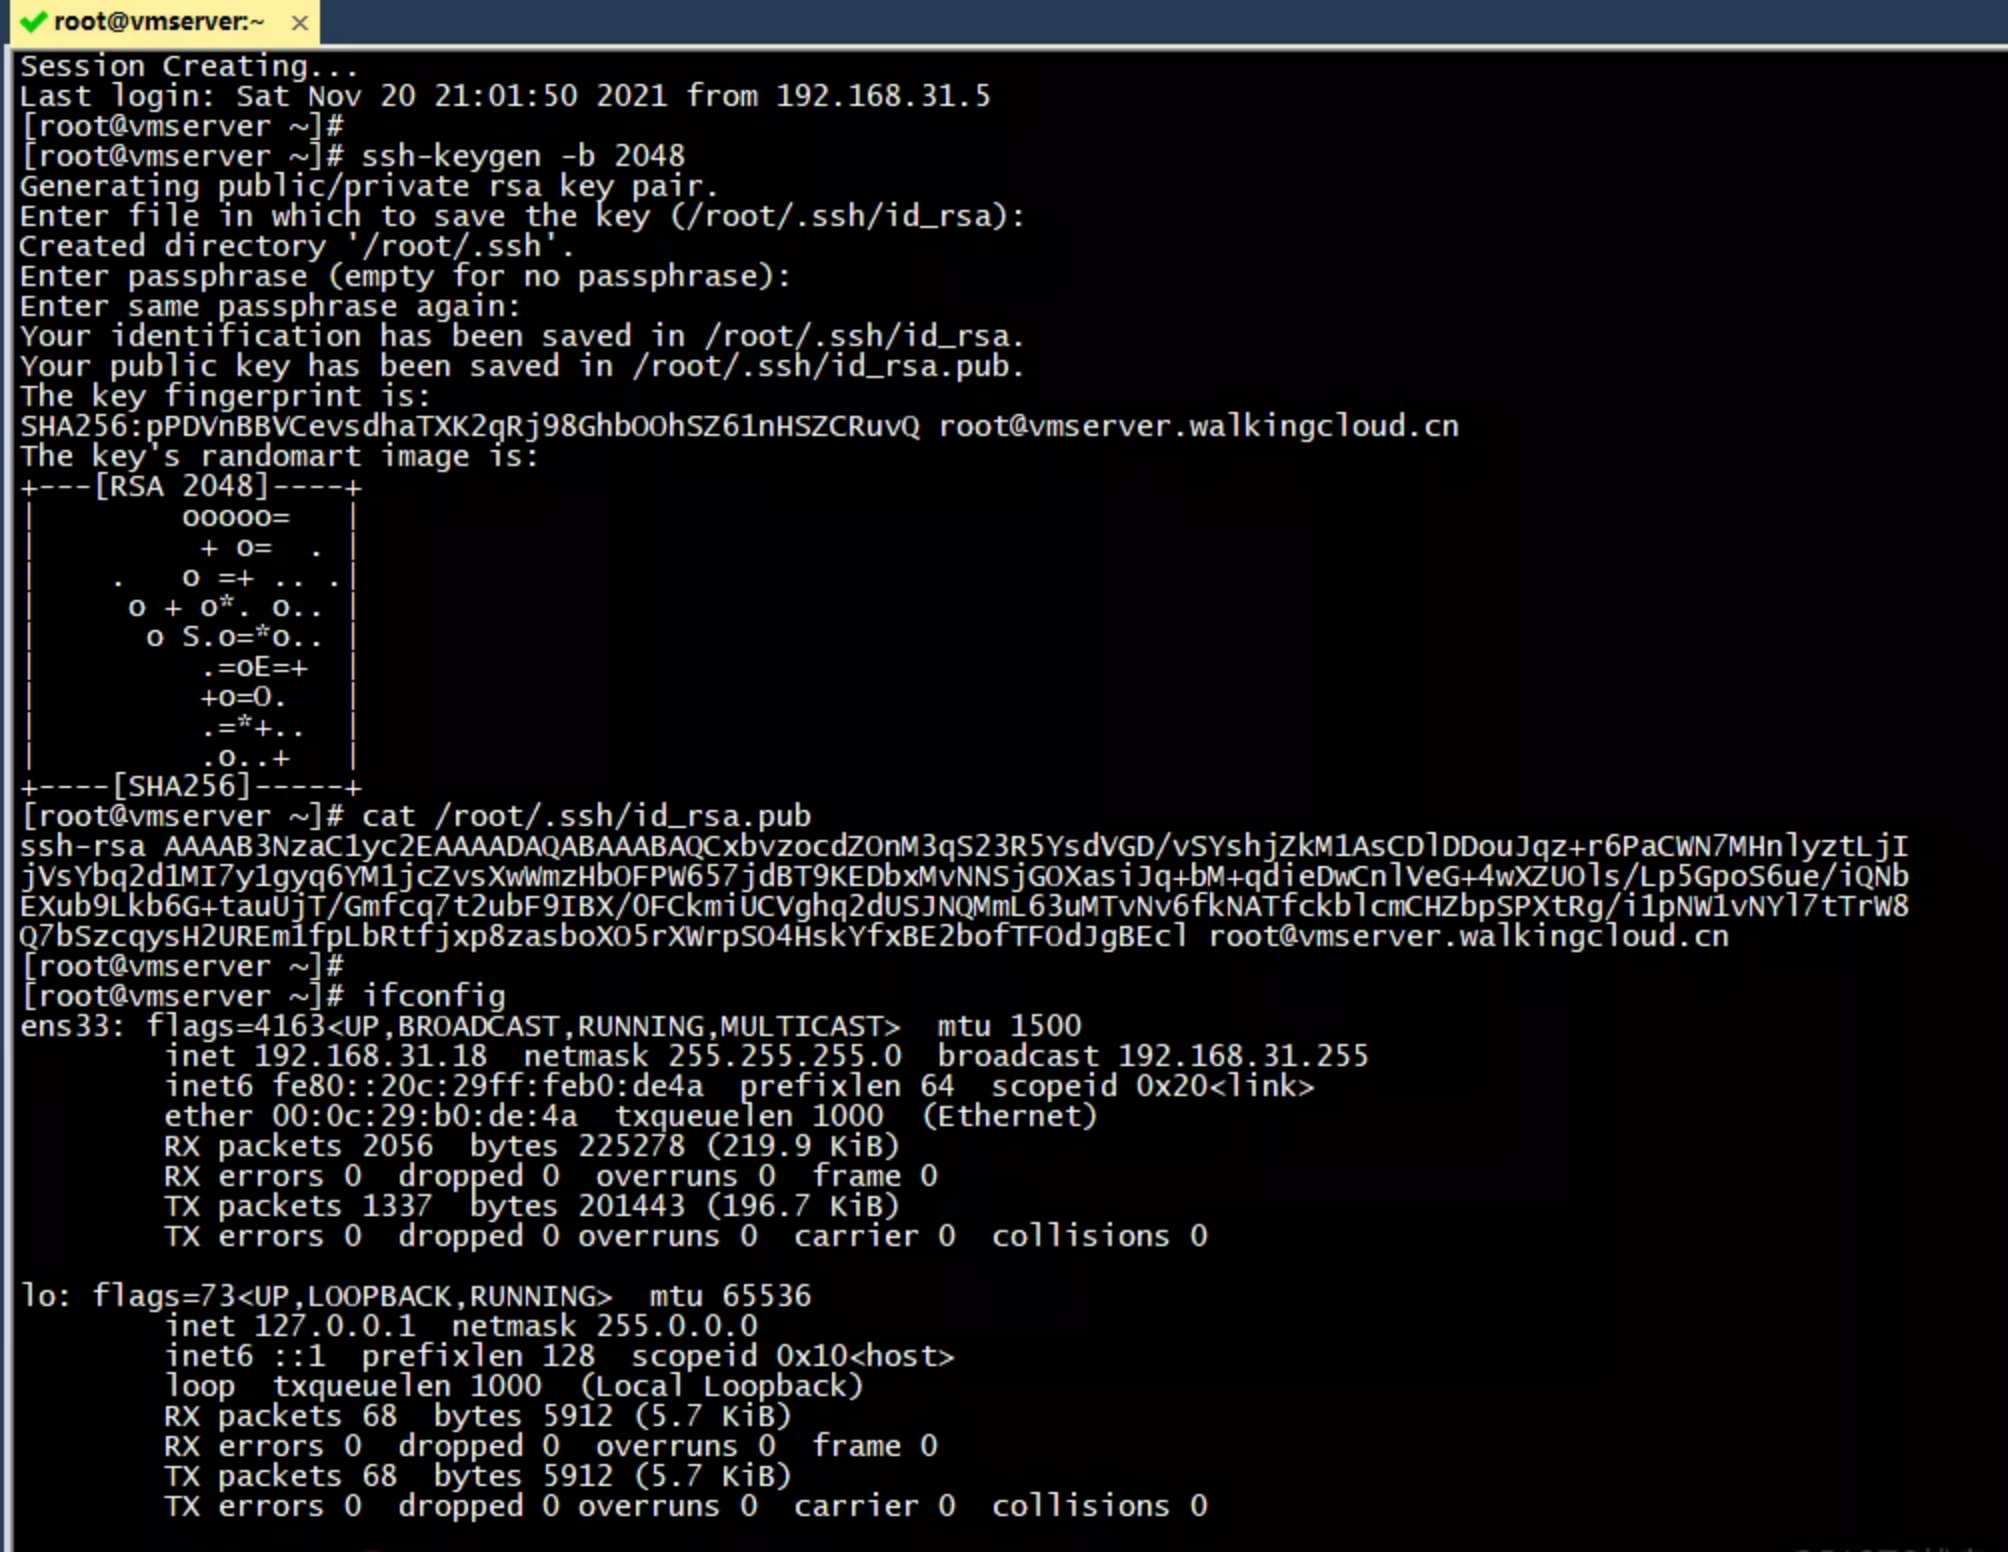 root@vmserver:~ ×
Session Creating...
Last login: Sat Nov 20 21:01:50 2021 from 192.168.31.5
[root@vmserver ~]#
[root@vmserver ~]# ssh-keygen -b 2048
Generating public/private rsa key pair.
Enter file in which to save the key (/root/.ssh/id_rsa):
Created directory '/root/.ssh'.
Enter passphrase (empty for no passphrase):
Enter same passphrase again:
Your identification has been saved in /root/.ssh/id_rsa.
Your public key has been saved in /root/.ssh/id_rsa.pub.
The key fingerprint is:
SHA256:pPDVnBBVCevsdhaTXK2qRj98GhbOOhSZ61nHSZCRuvQ root@vmserver.walkingcloud.cn
The key's randomart image is:
+---[RSA 2048]----+
|        ooooo=   |
|         + o=  . |
|    .   o =+ .. .|
|     o + o*. o.. |
|      o S.o=*o.. |
|         .=oE=+  |
|         +o=O.   |
|         .=*+..  |
|         .o..+   |
+----[SHA256]-----+
[root@vmserver ~]# cat /root/.ssh/id_rsa.pub
ssh-rsa AAAAB3NzaC1yc2EAAAADAQABAAABAQCxbvzocdZOnM3qS23R5YsdVGD/vSYshjZkM1AsCDlDDouJqz+r6PaCWN7MHnlyztLjI
jVsYbq2d1MI7y1gyq6YM1jcZvsXwWmzHbOFPW657jdBT9KEDbxMvNNSjGOXasiJq+bM+qdieDwCnlVeG+4wXZUOls/Lp5GpoS6ue/iQNb
EXub9Lkb6G+tauUjT/Gmfcq7t2ubF9IBX/0FCkmiUCVghq2dUSJNQMmL63uMTvNv6fkNATfckblcmCHZbpSPXtRg/i1pNW1vNYl7tTrW8
Q7bSzcqysH2UREm1fpLbRtfjxp8zasboXO5rXWrpSO4HskYfxBE2bofTFOdJgBEcl root@vmserver.walkingcloud.cn
[root@vmserver ~]#
[root@vmserver ~]# ifconfig
ens33: flags=4163<UP,BROADCAST,RUNNING,MULTICAST>  mtu 1500
        inet 192.168.31.18  netmask 255.255.255.0  broadcast 192.168.31.255
        inet6 fe80::20c:29ff:feb0:de4a  prefixlen 64  scopeid 0x20<link>
        ether 00:0c:29:b0:de:4a  txqueuelen 1000  (Ethernet)
        RX packets 2056  bytes 225278 (219.9 KiB)
        RX errors 0  dropped 0  overruns 0  frame 0
        TX packets 1337  bytes 201443 (196.7 KiB)
        TX errors 0  dropped 0 overruns 0  carrier 0  collisions 0
lo: flags=73<UP,LOOPBACK,RUNNING>  mtu 65536
        inet 127.0.0.1  netmask 255.0.0.0
        inet6 ::1  prefixlen 128  scopeid 0x10<host>
        loop  txqueuelen 1000  (Local Loopback)
        RX packets 68  bytes 5912 (5.7 KiB)
        RX errors 0  dropped 0  overruns 0  frame 0
        TX packets 68  bytes 5912 (5.7 KiB)
        TX errors 0  dropped 0 overruns 0  carrier 0  collisions 0